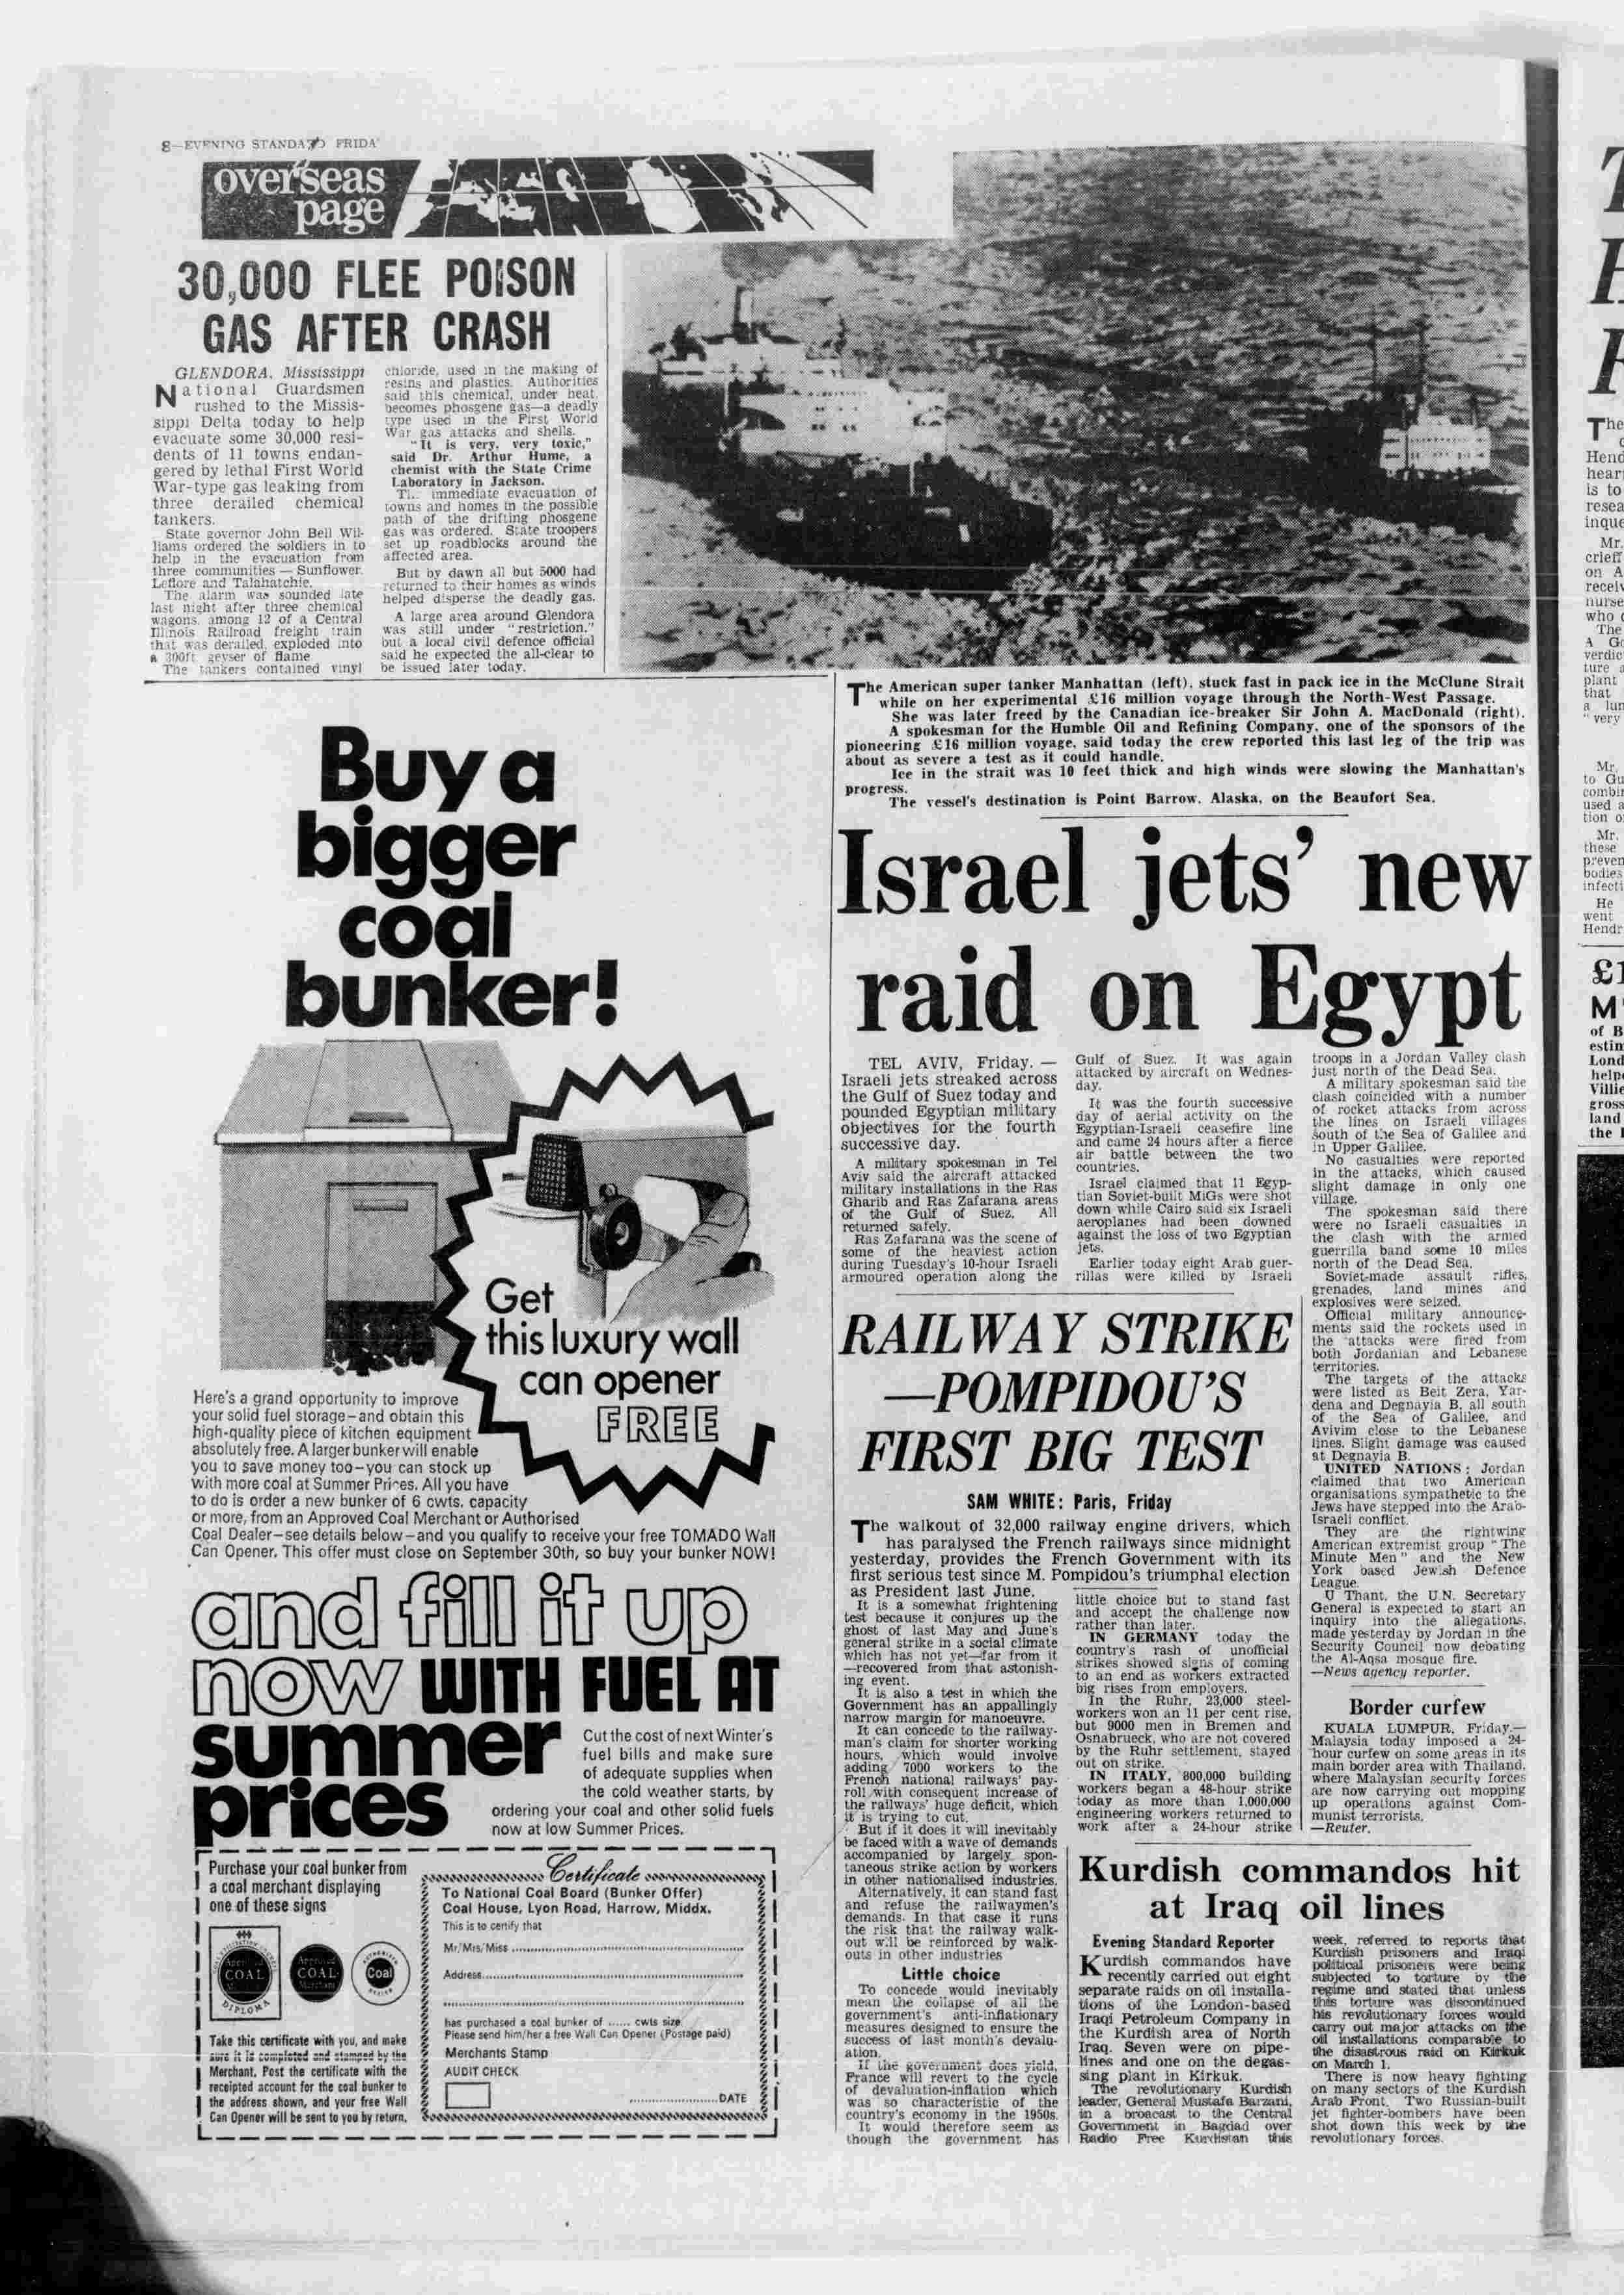 8—EVENING STANDARD FRIDA
overseas
page
30,000 FLEE POISON
GAS AFTER CRASH
GLENDORA, Mississippi
National Guardsmen
rushed to the Missis-
sippi Delta today to help
evacuate some 30,000 resi-
dents of 11 towns endan-
gered by lethal First World
War-type gas leaking from
three derailed chemical
tankers.
State governor John Bell Wil-
liams ordered the soldiers in to
help in the evacuation from
three communities — Sunflower,
Leflore and Talahatchie.
The alarm was sounded late
last night after three chemical
wagons, among 12 of a Central
Illinois Railroad freight train
that was derailed, exploded into
a 300ft. geyser of flame
The tankers contained vinyl
chloride, used in the making of
resins and plastics. Authorities
said this chemical, under heat,
becomes phosgene gas—a deadly
type used in the First World
War gas attacks and shells.
"It is very, very toxic,"
said Dr. Arthur Hume, a
chemist with the State Crime
Laboratory in Jackson.
The immediate evacuation of
towns and homes in the possible
path of the drifting phosgene
gas was ordered. State troopers
set up roadblocks around the
affected area.
But by dawn all but 5000 had
returned to their homes as winds
helped disperse the deadly gas.
A large area around Glendora
was still under "restriction,"
but a local civil defence official
said he expected the all-clear to
be issued later today.
The American super tanker Manhattan (left), stuck fast in pack ice in the McClune Strait
while on her experimental £16 million voyage through the North-West Passage.
She was later freed by the Canadian ice-breaker Sir John A. MacDonald (right).
A spokesman for the Humble Oil and Refining Company, one of the sponsors of the
pioneering £16 million voyage, said today the crew reported this last leg of the trip was
about as severe a test as it could handle.
Ice in the strait was 10 feet thick and high winds were slowing the Manhattan's
progress.
The vessel's destination is Point Barrow, Alaska, on the Beaufort Sea.
Buy a
bigger
coal
bunker!
Get
this luxury wall
can opener
FREE
Here's a grand opportunity to improve
your solid fuel storage—and obtain this
high-quality piece of kitchen equipment
absolutely free. A larger bunker will enable
you to save money too—you can stock up
with more coal at Summer Prices. All you have
to do is order a new bunker of 6 cwts. capacity
or more, from an Approved Coal Merchant or Authorised
Coal Dealer—see details below—and you qualify to receive your free TOMADO Wall
Can Opener. This offer must close on September 30th, so buy your bunker NOW!
and fill it up
now WITH FUEL AT
summer
prices
Cut the cost of next Winter's
fuel bills and make sure
of adequate supplies when
the cold weather starts, by
ordering your coal and other solid fuels
now at low Summer Prices.
Purchase your coal bunker from
a coal merchant displaying
one of these signs
COAL
DIPLOMA
Approved
COAL
Merchant
Coal
Take this certificate with you, and make
sure it is completed and stamped by the
Merchant. Post the certificate with the
receipted account for the coal bunker to
the address shown, and your free Wall
Can Opener will be sent to you by return.
Certificate
To National Coal Board (Bunker Offer)
Coal House, Lyon Road, Harrow, Middx.
This is to certify that
Mr/Mrs/Miss
Address
has purchased a coal bunker of ...... cwts size.
Please send him/her a free Wall Can Opener (Postage paid)
Merchants Stamp
AUDIT CHECK
DATE
Israel jets' new
raid on Egypt
TEL AVIV, Friday. —
Israeli jets streaked across
the Gulf of Suez today and
pounded Egyptian military
objectives for the fourth
successive day.
A military spokesman in Tel
Aviv said the aircraft attacked
military installations in the Ras
Gharib and Ras Zafarana areas
of the Gulf of Suez. All
returned safely.
Ras Zafarana was the scene of
some of the heaviest action
during Tuesday's 10-hour Israeli
armoured operation along the
Gulf of Suez. It was again
attacked by aircraft on Wednes-
day.
It was the fourth successive
day of aerial activity on the
Egyptian-Israeli ceasefire line
and came 24 hours after a fierce
air battle between the two
countries.
Israel claimed that 11 Egyp-
tian Soviet-built MiGs were shot
down while Cairo said six Israeli
aeroplanes had been downed
against the loss of two Egyptian
jets.
Earlier today eight Arab guer-
rillas were killed by Israeli
troops in a Jordan Valley clash
just north of the Dead Sea.
A military spokesman said the
clash coincided with a number
of rocket attacks from across
the lines on Israeli villages
south of the Sea of Galilee and
in Upper Galilee.
No casualties were reported
in the attacks, which caused
slight damage in only one
village.
The spokesman said there
were no Israeli casualties in
the clash with the armed
guerrilla band some 10 miles
north of the Dead Sea.
Soviet-made assault rifles,
grenades, land mines and
explosives were seized.
Official military announce-
ments said the rockets used in
the attacks were fired from
both Jordanian and Lebanese
territories.
The targets of the attacks
were listed as Beit Zera, Yar-
dena and Degnayia B. all south
of the Sea of Galilee, and
Avivim close to the Lebanese
lines. Slight damage was caused
at Degnayia B.
UNITED NATIONS: Jordan
claimed that two American
organisations sympathetic to the
Jews have stepped into the Arab-
Israeli conflict.
They are the rightwing
American extremist group "The
Minute Men" and the New
York based Jewish Defence
League.
U Thant, the U.N. Secretary
General is expected to start an
inquiry into the allegations,
made yesterday by Jordan in the
Security Council now debating
the Al-Aqsa mosque fire.
—News agency reporter.
RAILWAY STRIKE
—POMPIDOU'S
FIRST BIG TEST
SAM WHITE: Paris, Friday
The walkout of 32,000 railway engine drivers, which
has paralysed the French railways since midnight
yesterday, provides the French Government with its
first serious test since M. Pompidou's triumphal election
as President last June.
It is a somewhat frightening
test because it conjures up the
ghost of last May and June's
general strike in a social climate
which has not yet—far from it
—recovered from that astonish-
ing event.
It is also a test in which the
Government has an appallingly
narrow margin for manoeuvre.
It can concede to the railway-
man's claim for shorter working
hours, which would involve
adding 7000 workers to the
French national railways' pay-
roll with consequent increase of
the railways' huge deficit, which
it is trying to cut.
But if it does it will inevitably
be faced with a wave of demands
accompanied by largely spon-
taneous strike action by workers
in other nationalised industries.
Alternatively, it can stand fast
and refuse the railwaymen's
demands. In that case it runs
the risk that the railway walk-
out will be reinforced by walk-
outs in other industries
Little choice
To concede would inevitably
mean the collapse of all the
government's anti-inflationary
measures designed to ensure the
success of last month's devalu-
ation.
If the government does yield,
France will revert to the cycle
of devaluation-inflation which
was so characteristic of the
country's economy in the 1950s.
It would therefore seem as
though the government has
little choice but to stand fast
and accept the challenge now
rather than later.
IN GERMANY today the
country's rash of unofficial
strikes showed signs of coming
to an end as workers extracted
big rises from employers.
In the Ruhr, 23,000 steel-
workers won an 11 per cent rise,
but 9000 men in Bremen and
Osnabrueck, who are not covered
by the Ruhr settlement, stayed
out on strike.
IN ITALY, 800,000 building
workers began a 48-hour strike
today as more than 1,000,000
engineering workers returned to
work after a 24-hour strike
Border curfew
KUALA LUMPUR, Friday.—
Malaysia today imposed a 24-
hour curfew on some areas in its
main border area with Thailand,
where Malaysian security forces
are now carrying out mopping
up operations against Com-
munist terrorists.
—Reuter.
Kurdish commandos hit
at Iraq oil lines
Evening Standard Reporter
Kurdish commandos have
recently carried out eight
separate raids on oil installa-
tions of the London-based
Iraqi Petroleum Company in
the Kurdish area of North
Iraq. Seven were on pipe-
lines and one on the degas-
sing plant in Kirkuk.
The revolutionary Kurdish
leader, General Mustafa Barzani,
in a broacast to the Central
Government in Bagdad over
Radio Free Kurdistan this
week, referred to reports that
Kurdish prisoners and Iraqi
political prisoners were being
subjected to torture by the
regime and stated that unless
this torture was discontinued
his revolutionary forces would
carry out major attacks on the
oil installations comparable to
the disastrous raid on Kirkuk
on March 1.
There is now heavy fighting
on many sectors of the Kurdish
Arab Front. Two Russian-built
jet fighter-bombers have been
shot down this week by the
revolutionary forces.
The
Hend
hear
is to
resea
inque
Mr.
crieff
on A
receiv
nurse
who
The
A
verdic
ture
plant
that
a lun
"very
Mr.
to Gu
combin
used a
tion o
Mr.
these
preven
bodies
infecti
He
went
Hendr
of B
estim
Lond
help
Villie
gross
land
the